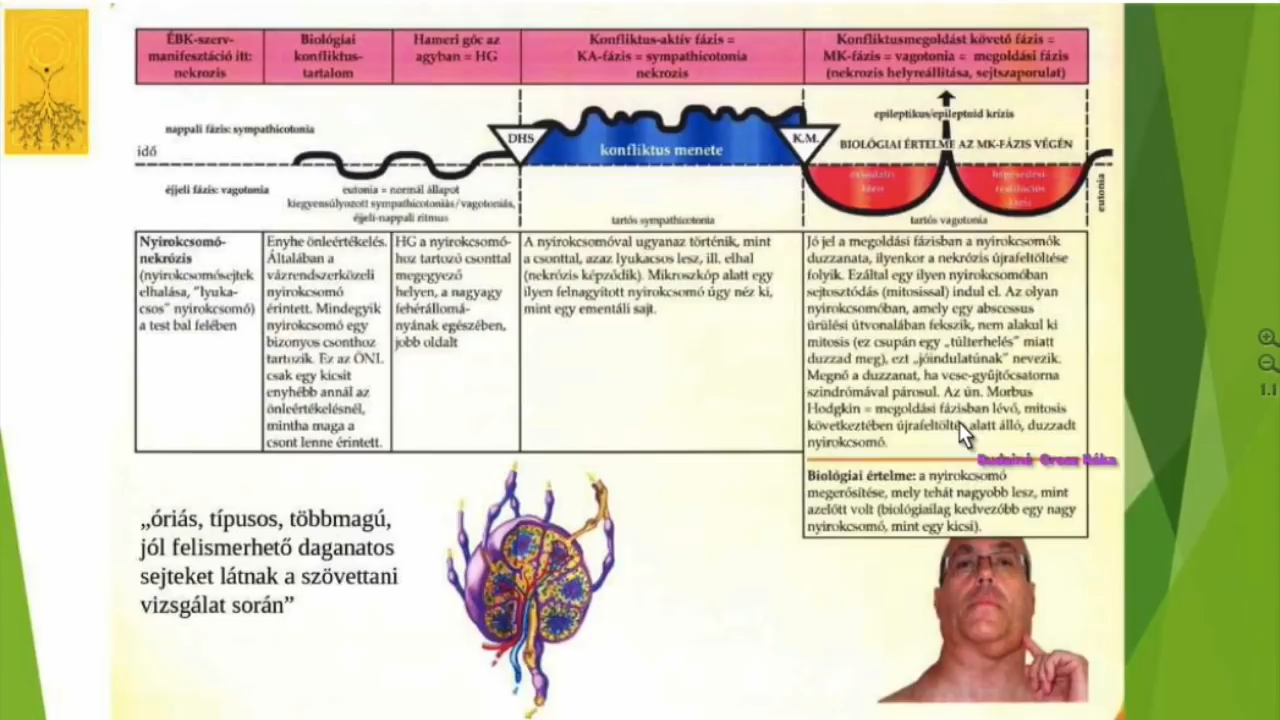 ÉBK-szerv-
manifesztáció itt:
nekrozis
Biológiai
konfliktus-
tartalom
Hameri góc az
agyban = HG
Konfliktus-aktív fázis =
KA-fázis = sympathicotonia
nekrozis
Konfliktusmegoldást követő fázis =
MK-fázis = vagotonia = megoldási fázis
(nekrozis helyreállítása, sejtszaporulat)
nappali fázis: sympathicotonia
idő
éjjeli fázis: vagotonia
eutonia = normál állapot
kiegyensúlyozott sympathicotoniás/vagotoniás,
éjjeli-nappali ritmus
DHS
konfliktus menete
K.M.
tartós sympathicotonia
epileptikus/epileptoid krízis
BIOLÓGIAI ÉRTELME AZ MK-FÁZIS VÉGÉN
tartós vagotonia
eutonia
Nyirokcsomó-
nekrózis
(nyirokcsomósejtek
elhalása, "lyuka-
csos" nyirokcsomó)
a test bal felében
Enyhe önleértékelés.
Általában a
vázrendszerközeli
nyirokcsomó
érintett. Mindegyik
nyirokcsomó egy
bizonyos csonthoz
tartozik. Ez az ÖNL
csak egy kicsit
enyhébb annál az
önleértékelésnél,
mintha maga a
csont lenne érintett.
HG a nyirokcsomó-
hoz tartozó csonttal
megegyező
helyen, a nagyagy
fehérállomá-
nyának egészében,
jobb oldalt
A nyirokcsomóval ugyanaz történik, mint
a csonttal, azaz lyukacsos lesz, ill. elhal
(nekrózis képződik). Mikroszkóp alatt egy
ilyen felnagyított nyirokcsomó úgy néz ki,
mint egy ementáli sajt.
Jó jel a megoldási fázisban a nyirokcsomók
duzzanata, ilyenkor a nekrózis újrafeltöltése
folyik. Ezáltal egy ilyen nyirokcsomóban
sejtosztódás (mitosissal) indul el. Az olyan
nyirokcsomóban, amely egy abscessus
ürülési útvonalában fekszik, nem alakul ki
mitosis (ez csupán egy „túlterhelés" miatt
duzzad meg), ezt „jóindulatúnak" nevezik.
Megnő a duzzanat, ha vese-gyűjtőcsatorna
szindrómával párosul. Az ún. Morbus
Hodgkin = megoldási fázisban lévő, mitosis
következtében újrafeltöltés alatt álló, duzzadt
nyirokcsomó.
Biológiai értelme: a nyirokcsomó
megerősítése, mely tehát nagyobb lesz, mint
azelőtt volt (biológiailag kedvezőbb egy nagy
nyirokcsomó, mint egy kicsi).
„óriás, típusos, többmagú,
jól felismerhető daganatos
sejteket látnak a szövettani
vizsgálat során”
1.1